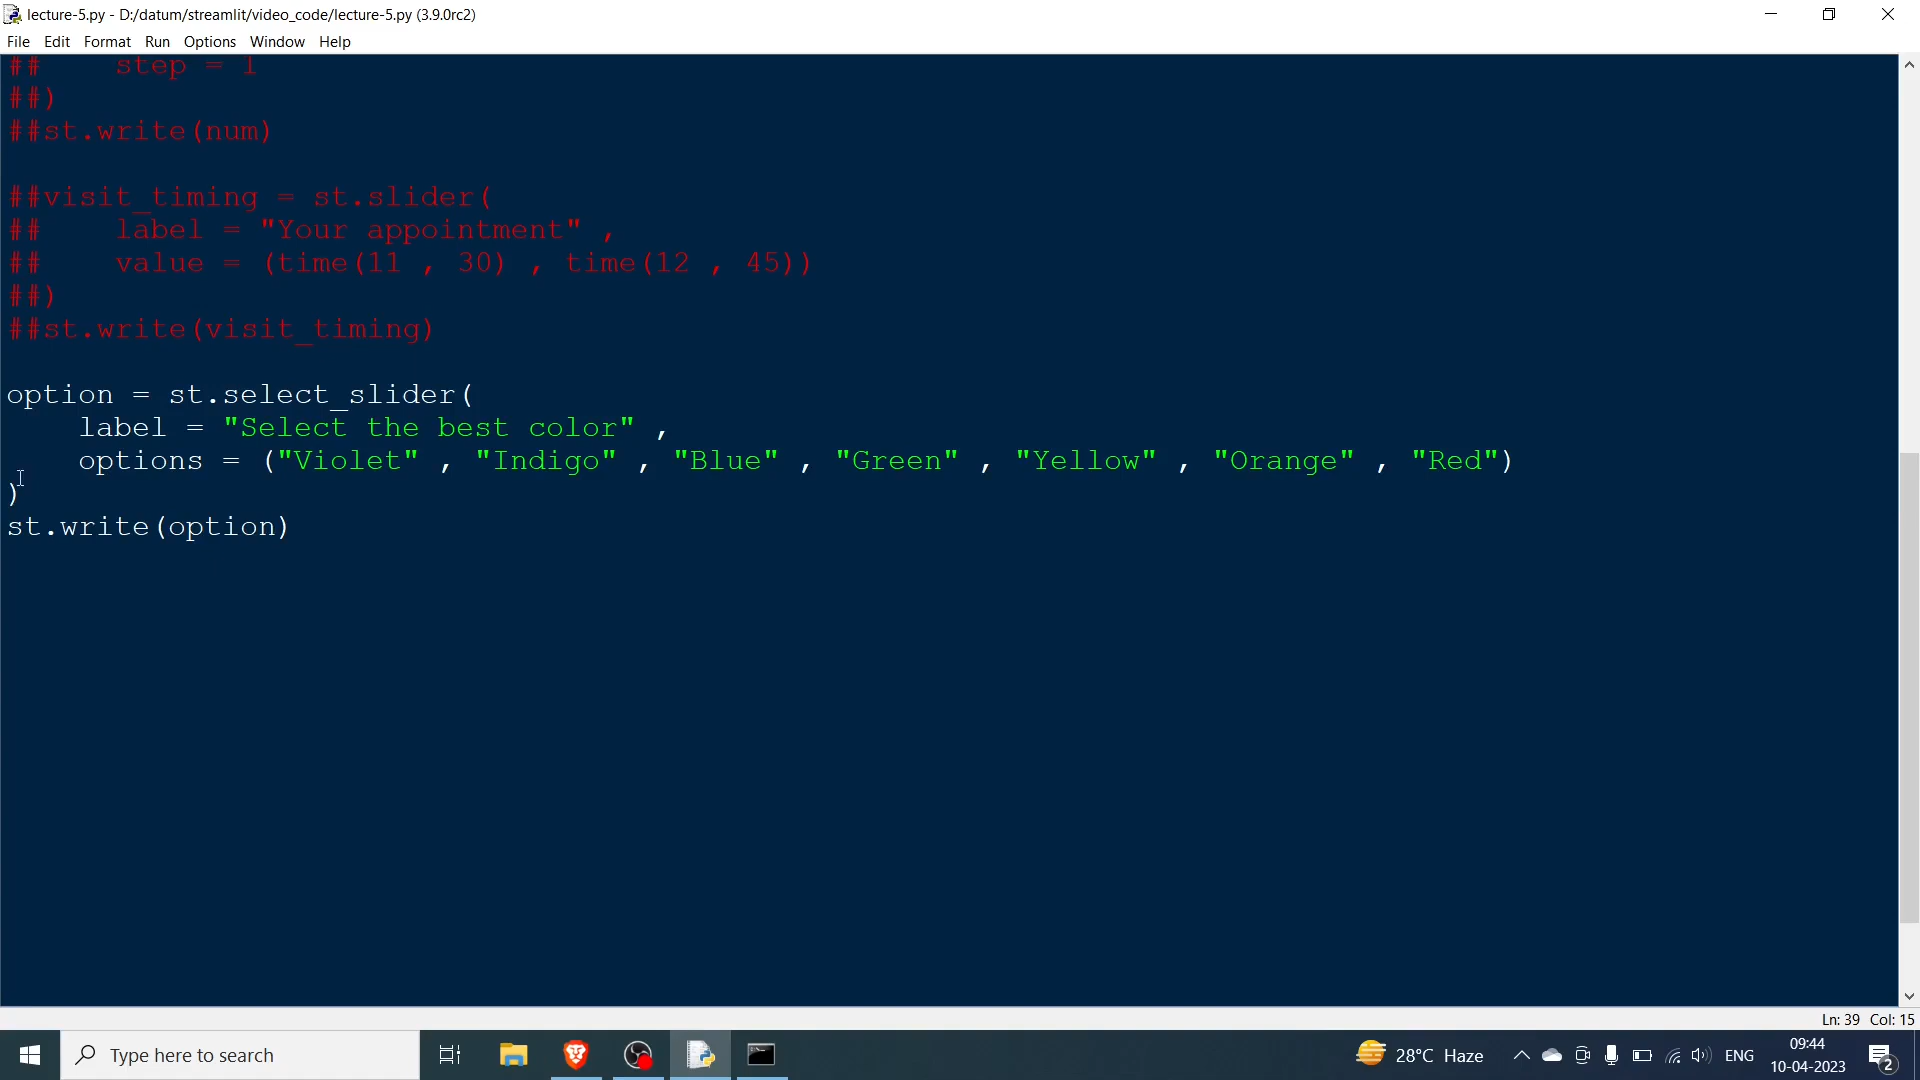 lecture-5.py - D:/datum/streamlit/video_code/lecture-5.py (3.9.0rc2)
File Edit Format Run Options Window Help
##    step = 1
##)
##st.write(num)
##visit_timing = st.slider(
##    label = "Your appointment" ,
##    value = (time(11 , 30) , time(12 , 45))
##)
##st.write(visit_timing)
option = st.select_slider(
    label = "Select the best color" ,
    options = ("Violet" , "Indigo" , "Blue" , "Green" , "Yellow" , "Orange" , "Red")
)
st.write(option)
Ln: 39 Col: 15
Type here to search
28°C Haze
ENG
09:44
10-04-2023
2